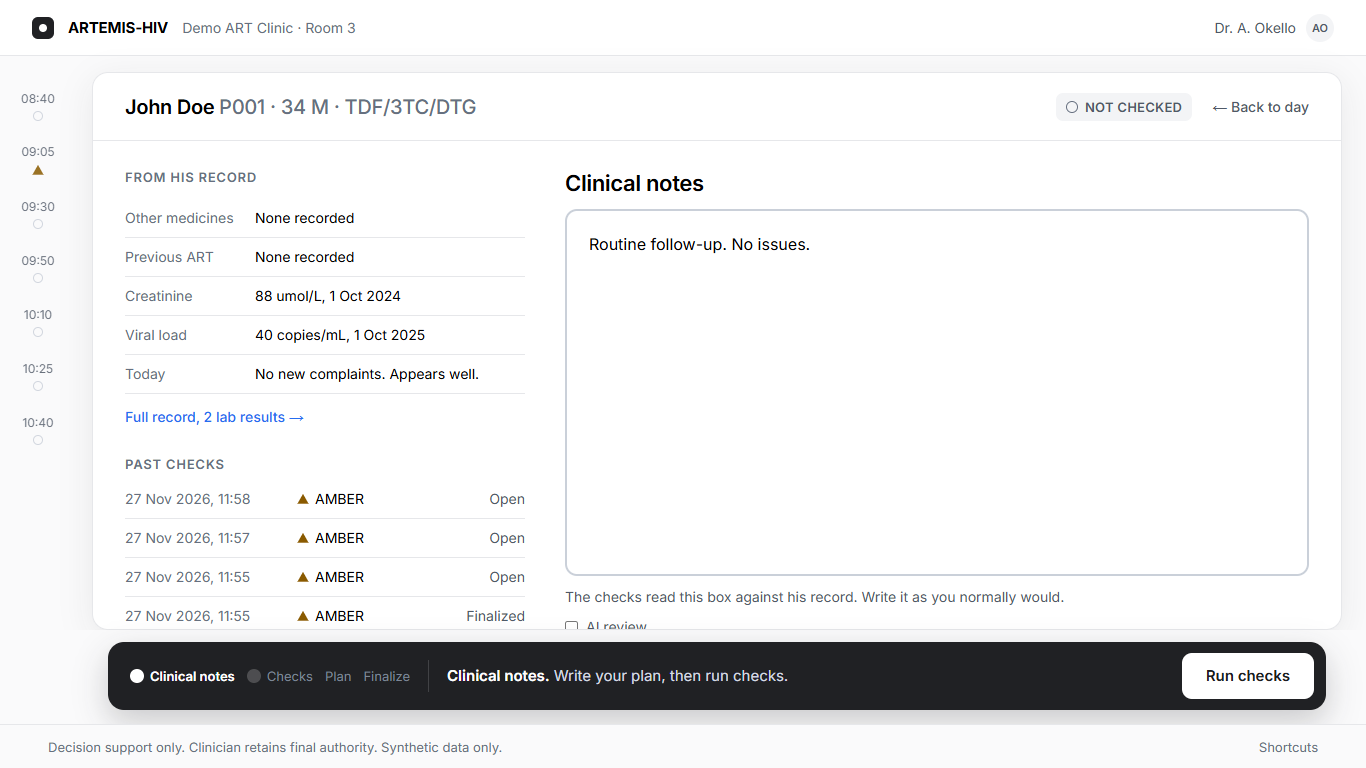 ARTEMIS-HIV Demo ART Clinic · Room 3
Dr. A. Okello AO
08:40
09:05
09:30
09:50
10:10
10:25
10:40
John Doe P001 · 34 M · TDF/3TC/DTG
NOT CHECKED
← Back to day
FROM HIS RECORD
Other medicines None recorded
Previous ART None recorded
Creatinine 88 umol/L, 1 Oct 2024
Viral load 40 copies/mL, 1 Oct 2025
Today No new complaints. Appears well.
Full record, 2 lab results →
PAST CHECKS
27 Nov 2026, 11:58 AMBER Open
27 Nov 2026, 11:57 AMBER Open
27 Nov 2026, 11:55 AMBER Open
27 Nov 2026, 11:55 AMBER Finalized
Clinical notes
Routine follow-up. No issues.
The checks read this box against his record. Write it as you normally would.
AI review
Clinical notes Checks Plan Finalize
Clinical notes. Write your plan, then run checks.
Run checks
Decision support only. Clinician retains final authority. Synthetic data only.
Shortcuts